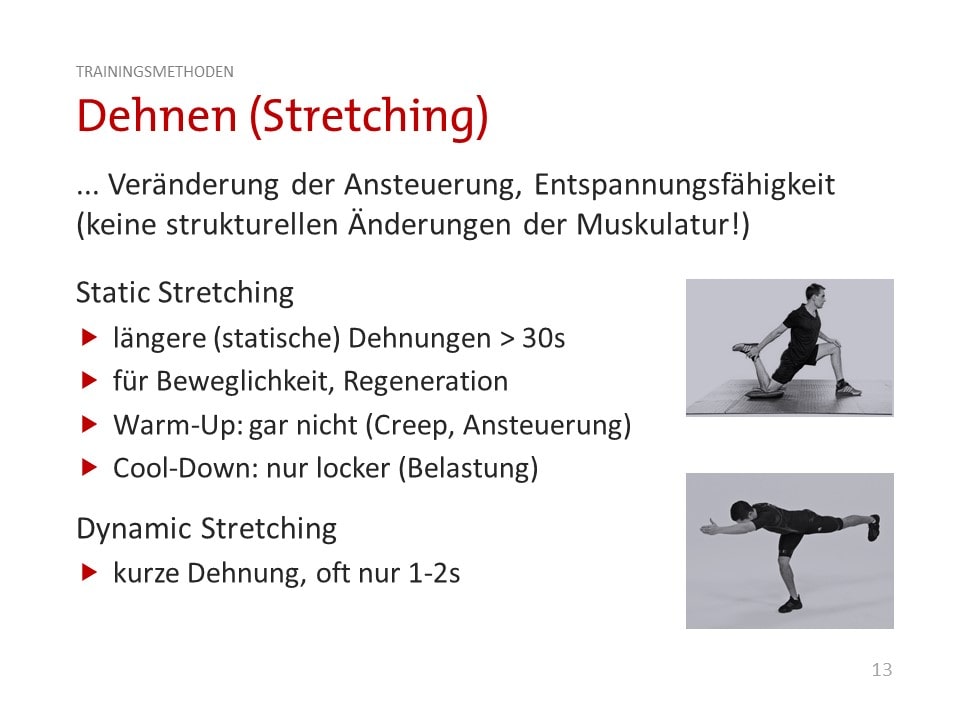 TRAININGSMETHODEN
Dehnen (Stretching)
... Veränderung der Ansteuerung, Entspannungsfähigkeit
(keine strukturellen Änderungen der Muskulatur!)
Static Stretching
längere (statische) Dehnungen > 30s
für Beweglichkeit, Regeneration
Warm-Up: gar nicht (Creep, Ansteuerung)
Cool-Down: nur locker (Belastung)
Dynamic Stretching
kurze Dehnung, oft nur 1-2s
13